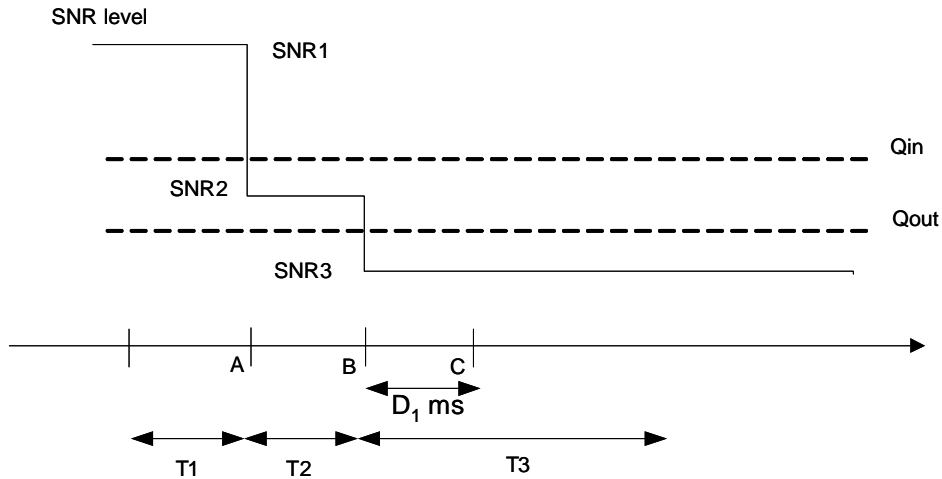 SNR level
SNR1
Qin
SNR2
Qout
SNR3
A
B
C
D₁ ms
T1
T2
T3